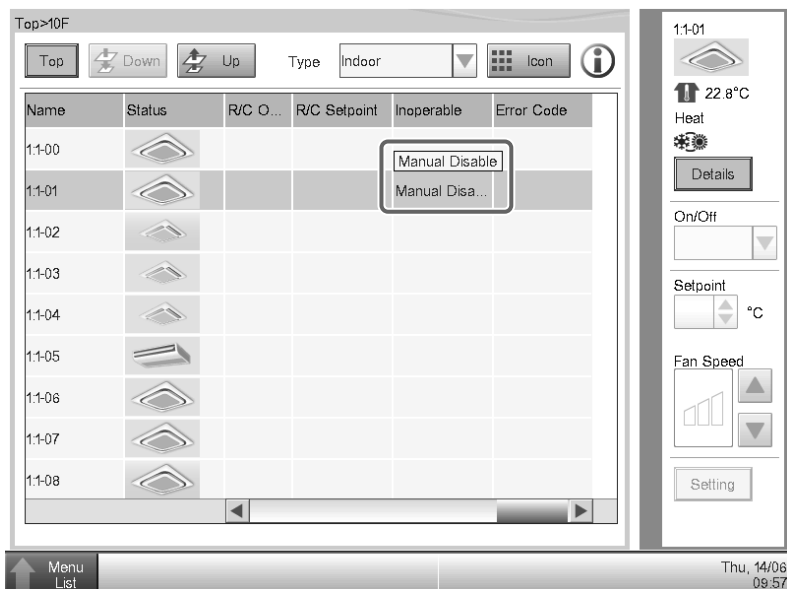 Top>10F
Top Down Up Type Indoor Icon
Name Status R/C O... R/C Setpoint Inoperable Error Code
1:1-00
Manual Disable
1:1-01 Manual Disa...
1:1-02
1:1-03
1:1-04
1:1-05
1:1-06
1:1-07
1:1-08
1:1-01
22.8°C
Heat
Details
On/Off
Setpoint
°C
Fan Speed
Setting
Menu
List
Thu, 14/06
09:57